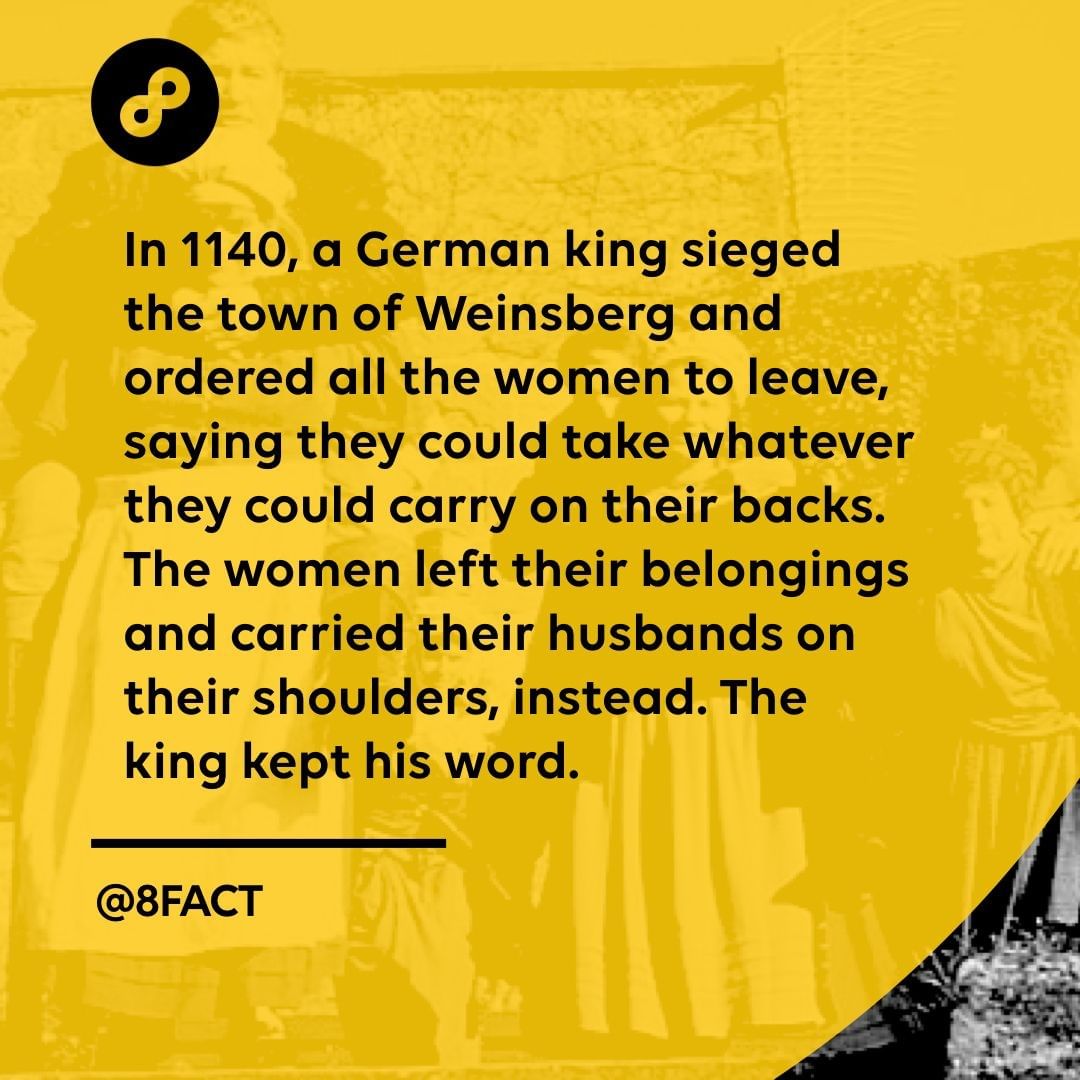 In 1140, a German king sieged
the town of Weinsberg and
ordered all the women to leave,
saying they could take whatever
they could carry on their backs.
The women left their belongings
and carried their husbands on
their shoulders, instead. The
king kept his word.
@8FACT